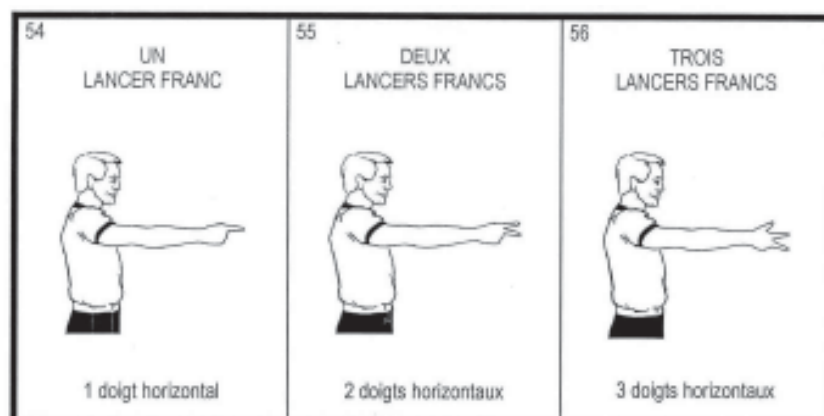 54
UN
LANCER FRANC
1 doigt horizontal
55
DEUX
LANCERS FRANCS
2 doigts horizontaux
56
TROIS
LANCERS FRANCS
3 doigts horizontaux